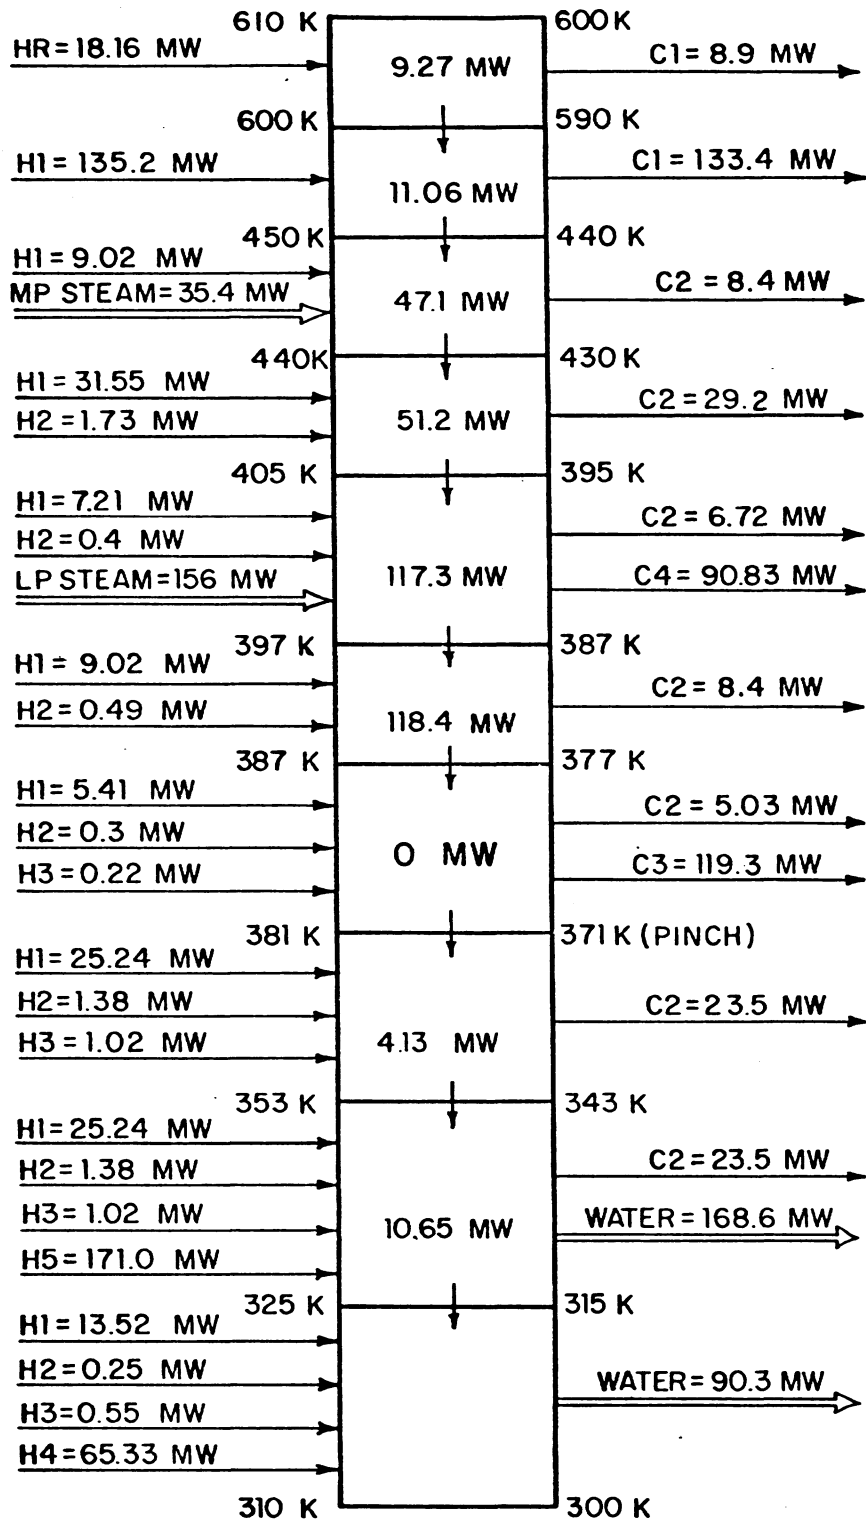 610 K
600 K
HR=18.16 MW
9.27 MW
C1=8.9 MW
600 K
590 K
H1=135.2 MW
11.06 MW
C1=133.4 MW
450 K
440 K
H1=9.02 MW
MP STEAM=35.4 MW
47.1 MW
C2=8.4 MW
440K
430 K
H1=31.55 MW
H2=1.73 MW
51.2 MW
C2=29.2 MW
405 K
395 K
H1=7.21 MW
H2=0.4 MW
LP STEAM=156 MW
117.3 MW
C2=6.72 MW
C4=90.83 MW
397 K
387 K
H1=9.02 MW
H2=0.49 MW
118.4 MW
C2=8.4 MW
387 K
377 K
H1=5.41 MW
H2=0.3 MW
H3=0.22 MW
0 MW
C2=5.03 MW
C3=119.3 MW
381 K
371 K (PINCH)
H1=25.24 MW
H2=1.38 MW
H3=1.02 MW
4.13 MW
C2=23.5 MW
353 K
343 K
H1=25.24 MW
H2=1.38 MW
H3=1.02 MW
H5=171.0 MW
10.65 MW
C2=23.5 MW
WATER=168.6 MW
325 K
315 K
H1=13.52 MW
H2=0.25 MW
H3=0.55 MW
H4=65.33 MW
WATER=90.3 MW
310 K
300 K